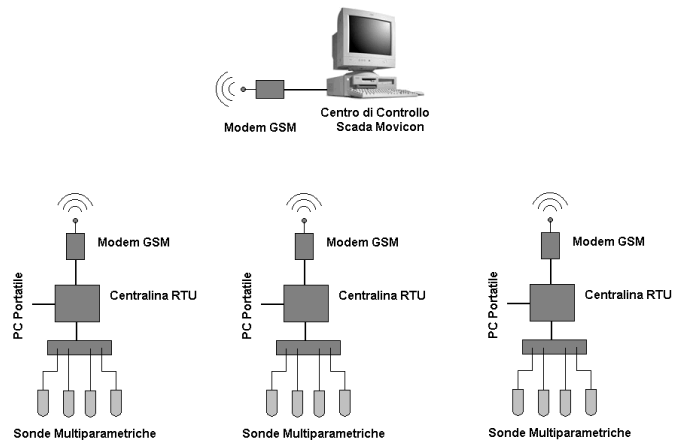 Centro di Controllo
Scada Movicon
Modem GSM
Modem GSM
Centralina RTU
PC Portatile
Sonde Multiparametriche
Modem GSM
Centralina RTU
PC Portatile
Sonde Multiparametriche
Modem GSM
Centralina RTU
PC Portatile
Sonde Multiparametriche